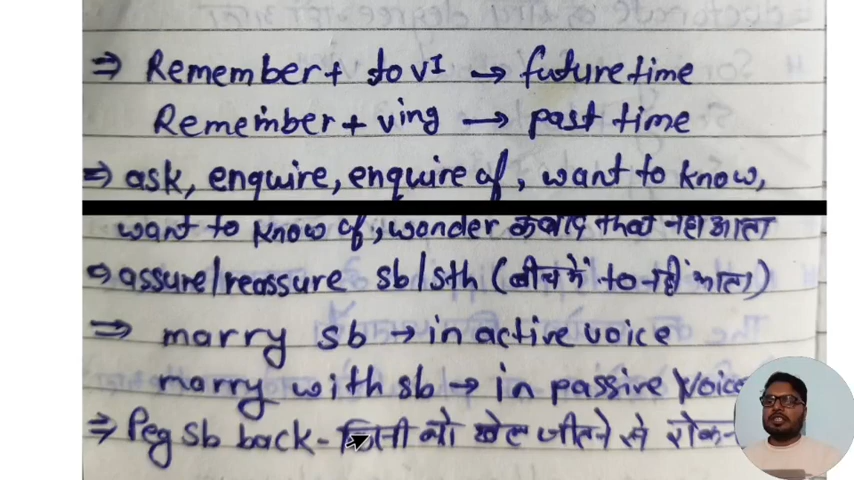 ⇒ Remember + to vI → future time
Remember + ving → past time
⇒ ask, enquire, enquire of, want to know,
want to know of, wonder के बाद that नही आता
⇒ assure/reassure sb/sth (बीच में to नहीं आता)
⇒ marry sb → in active voice
marry with sb → in passive voice
⇒ Peg sb back - किसी को खेल जीतने से